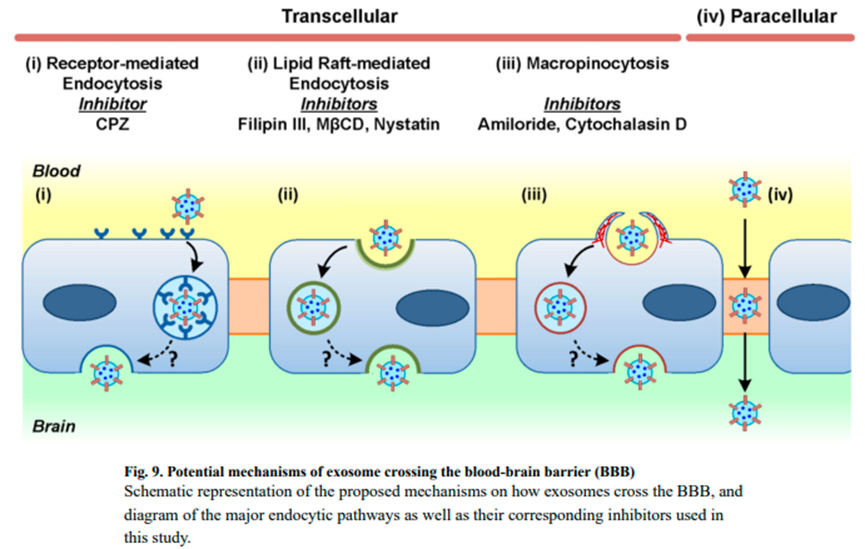 Transcellular
(iv) Paracellular
(i) Receptor-mediated
Endocytosis
Inhibitor
CPZ
(ii) Lipid Raft-mediated
Endocytosis
Inhibitors
Filipin III, MβCD, Nystatin
(iii) Macropinocytosis
Inhibitors
Amiloride, Cytochalasin D
Blood
(i)
(ii)
(iii)
(iv)
?
?
?
Brain
Fig. 9. Potential mechanisms of exosome crossing the blood-brain barrier (BBB)
Schematic representation of the proposed mechanisms on how exosomes cross the BBB, and
diagram of the major endocytic pathways as well as their corresponding inhibitors used in
this study.